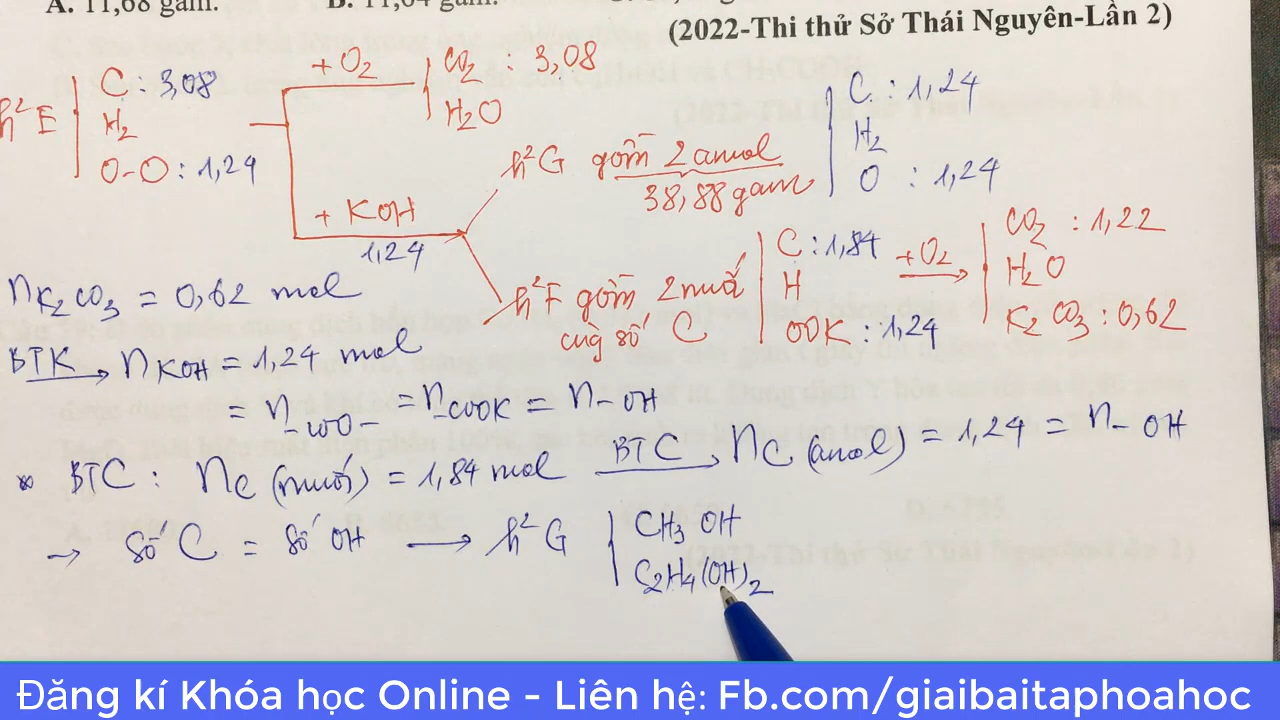 A. 11,68 gam. B. 11,64 gam.
(2022-Thi thử Sở Thái Nguyên-Lần 2)
h²E
C : 3,08
H₂
O-O : 1,24
+ O₂
CO₂ : 3,08
H₂O
+ KOH
1,24
h²G gồm 2 ancol
38,88 gam
C : 1,24
H₂
O : 1,24
h²F gồm 2 muối
cùng số C
C : 1,84
H
OOK : 1,24
+O₂
CO₂ : 1,22
H₂O
K₂CO₃ : 0,62
nK₂CO₃ = 0,62 mol
BTK → nKOH = 1,24 mol
= n-COO- = n-COOK = n-OH
* BTC : nC (muối) = 1,84 mol BTC → nC (ancol) = 1,24 = n-OH
→ số C = số OH → h²G
CH₃OH
C₂H₄(OH)₂
Đăng kí Khóa học Online - Liên hệ: Fb.com/giaibaitaphoahoc